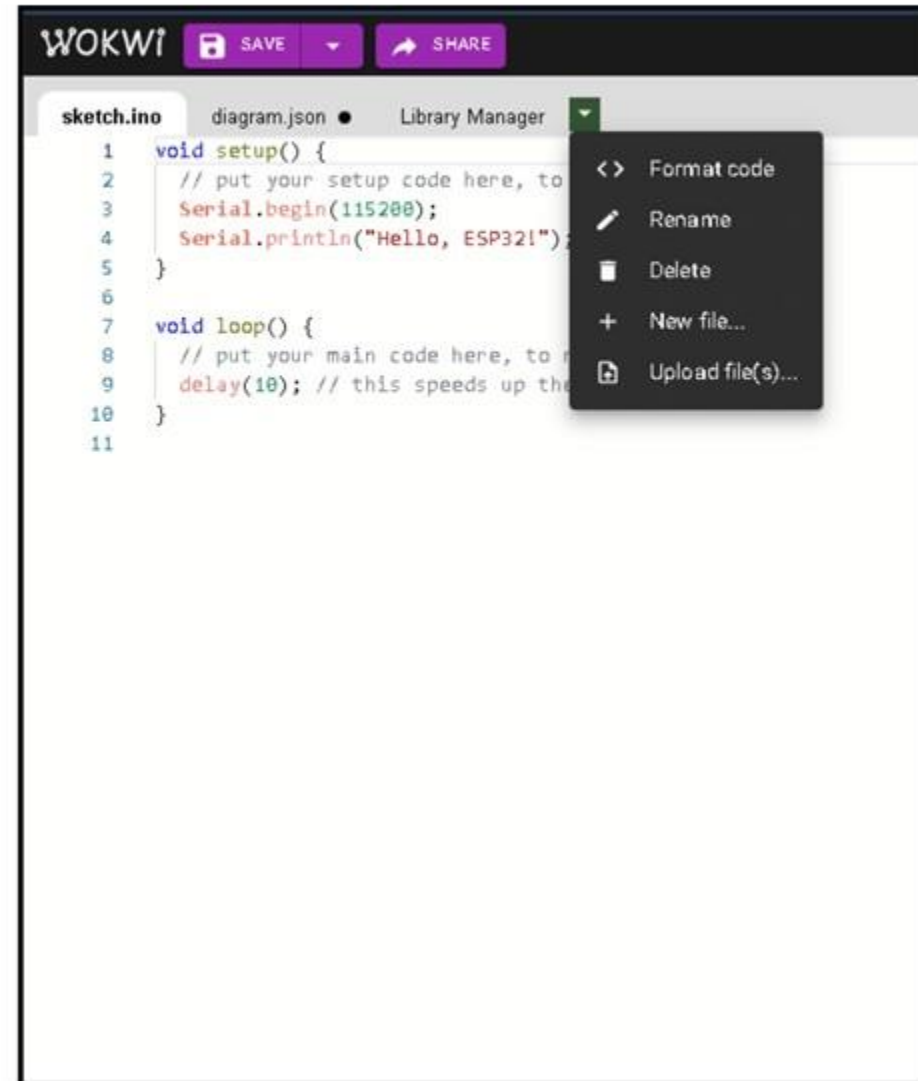 WOKWI SAVE SHARE
sketch.ino diagram.json ● Library Manager
1 void setup() {
2 // put your setup code here, to
3 Serial.begin(115200);
4 Serial.println("Hello, ESP32!");
5 }
6
7 void loop() {
8 // put your main code here, to
9 delay(10); // this speeds up the
10 }
11
Format code
Rename
Delete
New file...
Upload file(s)...